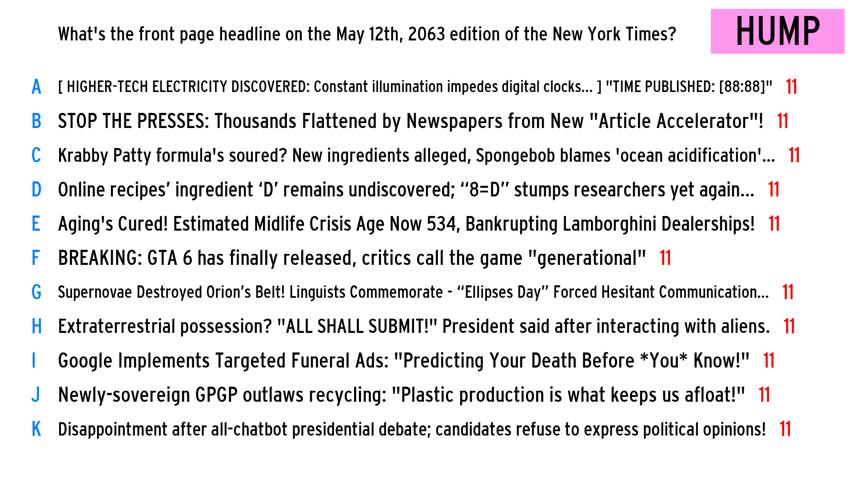 What's the front page headline on the May 12th, 2063 edition of the New York Times?
HUMP
A [ HIGHER-TECH ELECTRICITY DISCOVERED: Constant illumination impedes digital clocks... ] "TIME PUBLISHED: [88:88]" 11
B STOP THE PRESSES: Thousands Flattened by Newspapers from New "Article Accelerator"! 11
C Krabby Patty formula's soured? New ingredients alleged, Spongebob blames 'ocean acidification'... 11
D Online recipes’ ingredient ‘D’ remains undiscovered; “8=D” stumps researchers yet again... 11
E Aging's Cured! Estimated Midlife Crisis Age Now 534, Bankrupting Lamborghini Dealerships! 11
F BREAKING: GTA 6 has finally released, critics call the game "generational" 11
G Supernovae Destroyed Orion’s Belt! Linguists Commemorate - “Ellipses Day” Forced Hesitant Communication... 11
H Extraterrestrial possession? "ALL SHALL SUBMIT!" President said after interacting with aliens. 11
I Google Implements Targeted Funeral Ads: "Predicting Your Death Before *You* Know!" 11
J Newly-sovereign GPGP outlaws recycling: "Plastic production is what keeps us afloat!" 11
K Disappointment after all-chatbot presidential debate; candidates refuse to express political opinions! 11